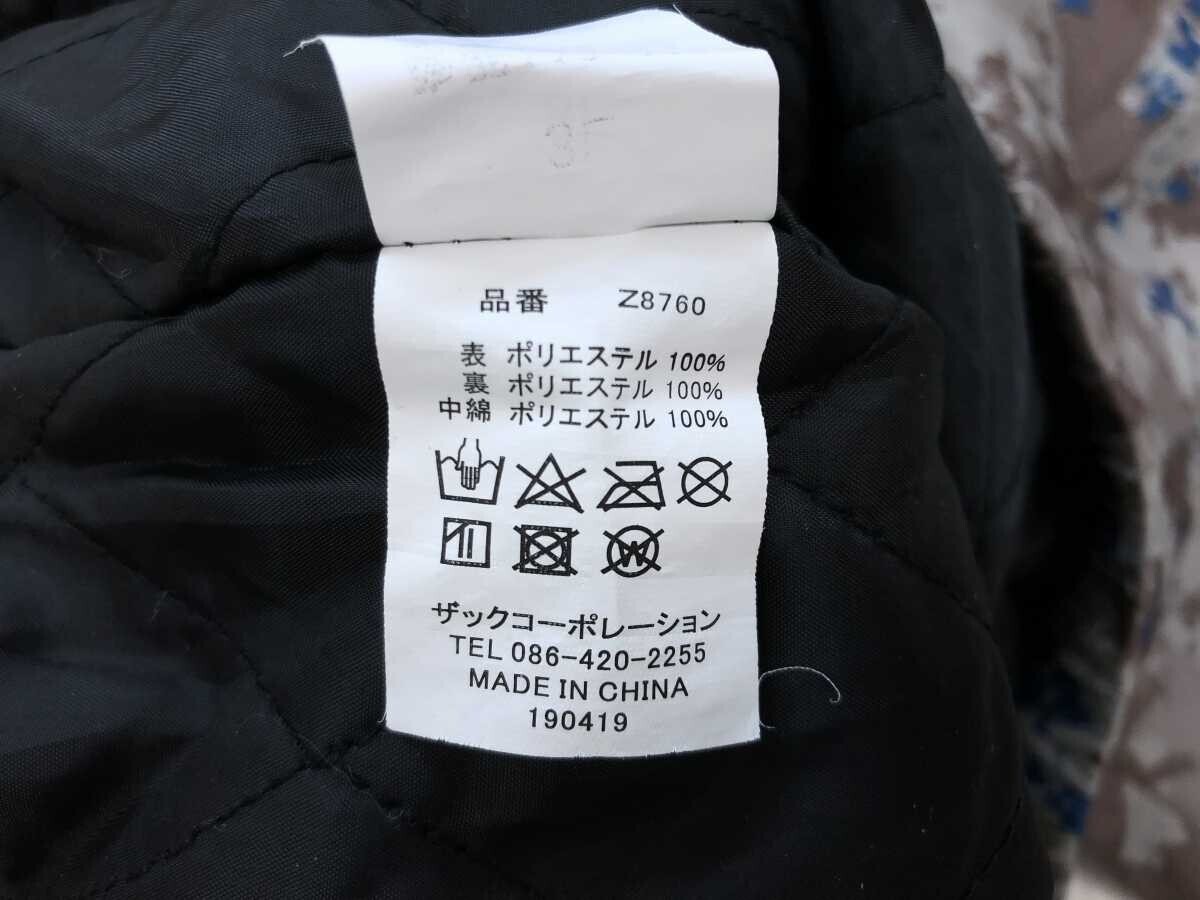 品番 Z8760
表 ポリエステル 100%
裏 ポリエステル 100%
中綿 ポリエステル 100%
W
ザックコーポレーション
TEL 086-420-2255
MADE IN CHINA
190419